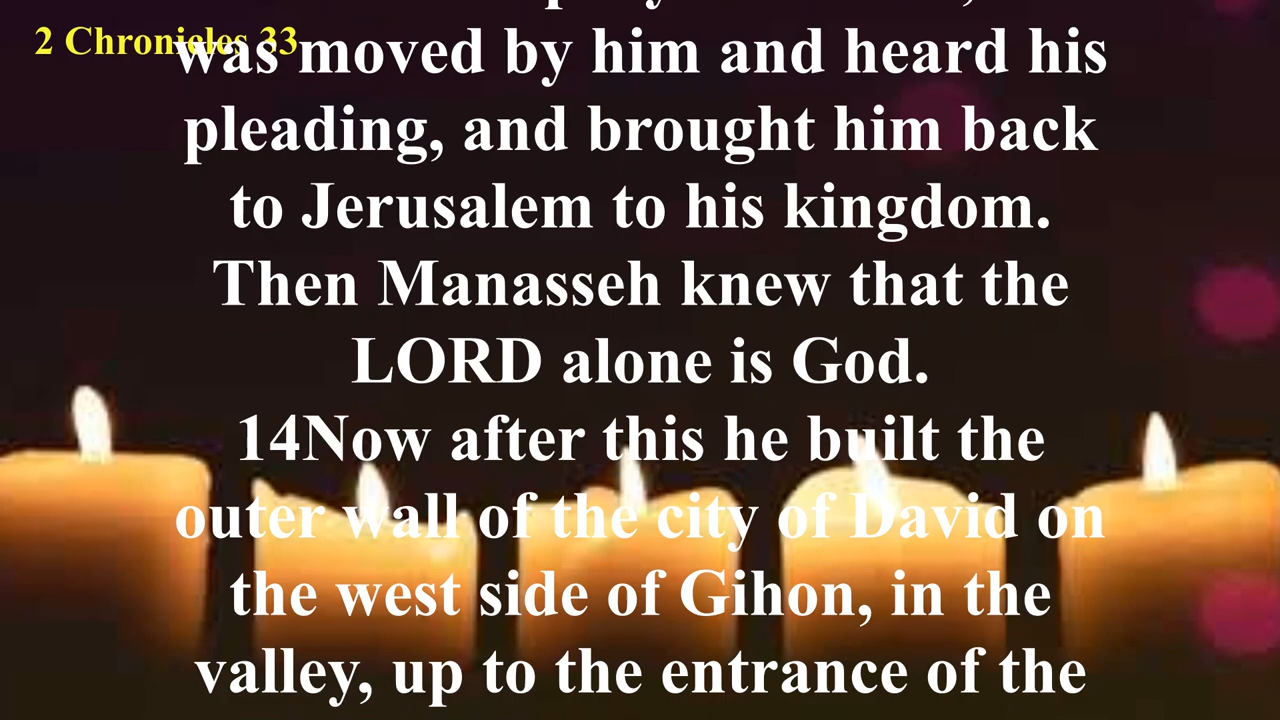 2 Chronicles 33
was moved by him and heard his
pleading, and brought him back
to Jerusalem to his kingdom.
Then Manasseh knew that the
LORD alone is God.
14Now after this he built the
outer wall of the city of David on
the west side of Gihon, in the
valley, up to the entrance of the